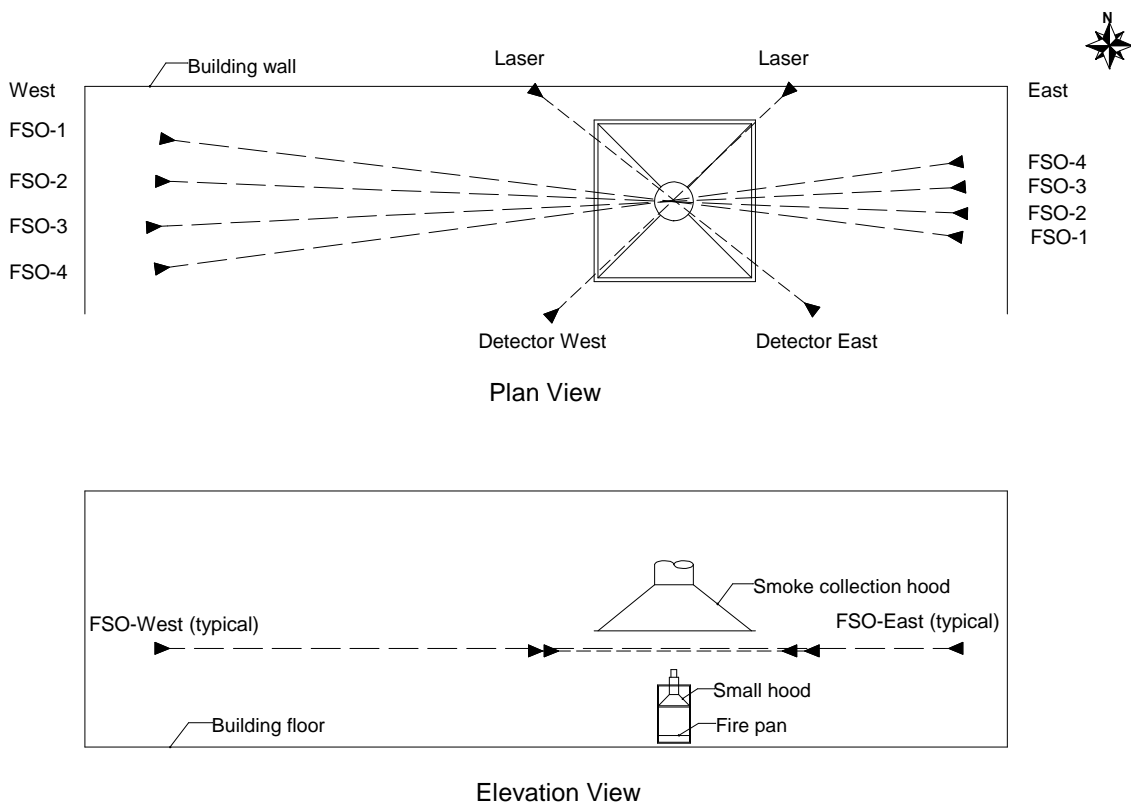 N
Laser
Laser
Building wall
West
East
FSO-1
FSO-2
FSO-3
FSO-4
FSO-4
FSO-3
FSO-2
FSO-1
Detector West
Detector East
Plan View
Smoke collection hood
FSO-West (typical)
FSO-East (typical)
Small hood
Building floor
Fire pan
Elevation View